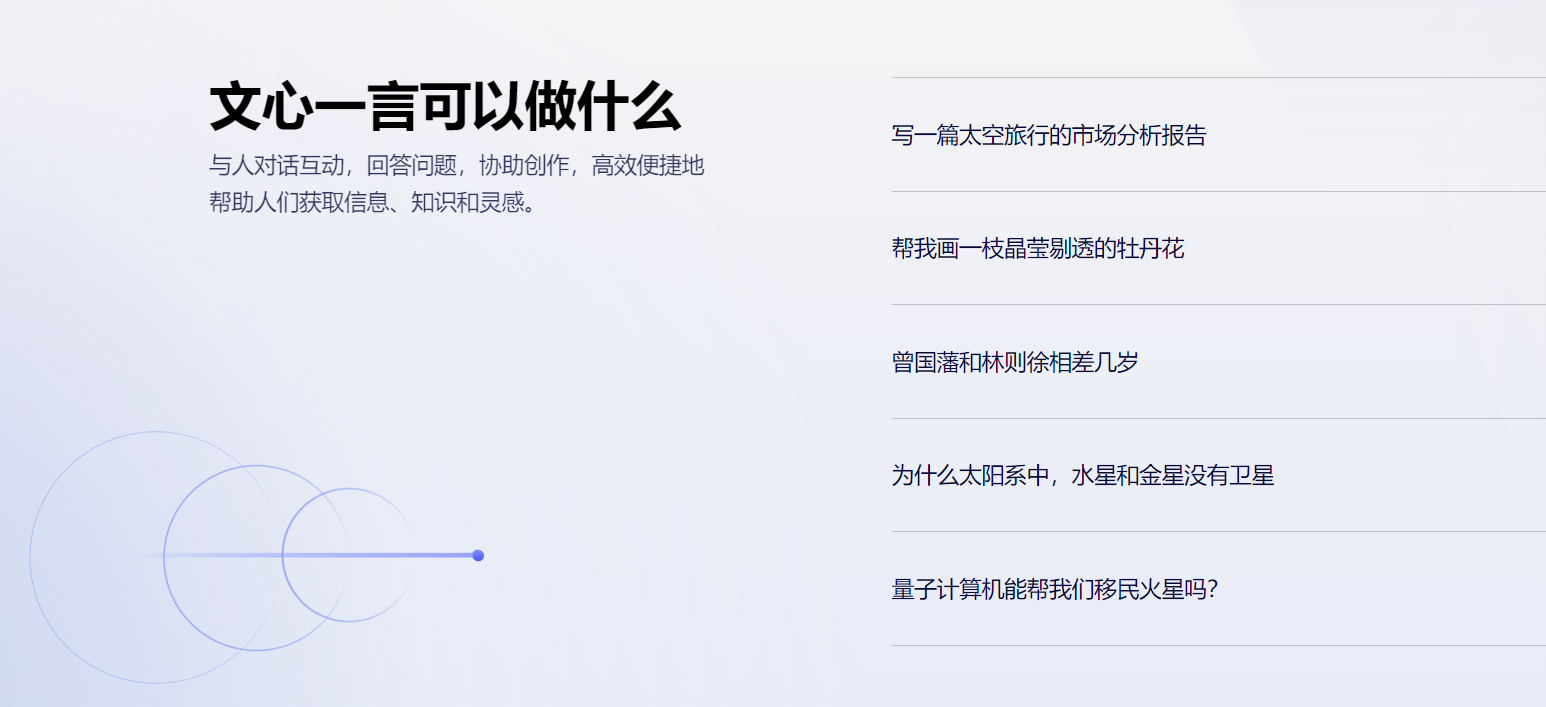 文心一言可以做什么
与人对话互动，回答问题，协助创作，高效便捷地
帮助人们获取信息、知识和灵感。
写一篇太空旅行的市场分析报告
帮我画一枝晶莹剔透的牡丹花
曾国藩和林则徐相差几岁
为什么太阳系中，水星和金星没有卫星
量子计算机能帮我们移民火星吗？